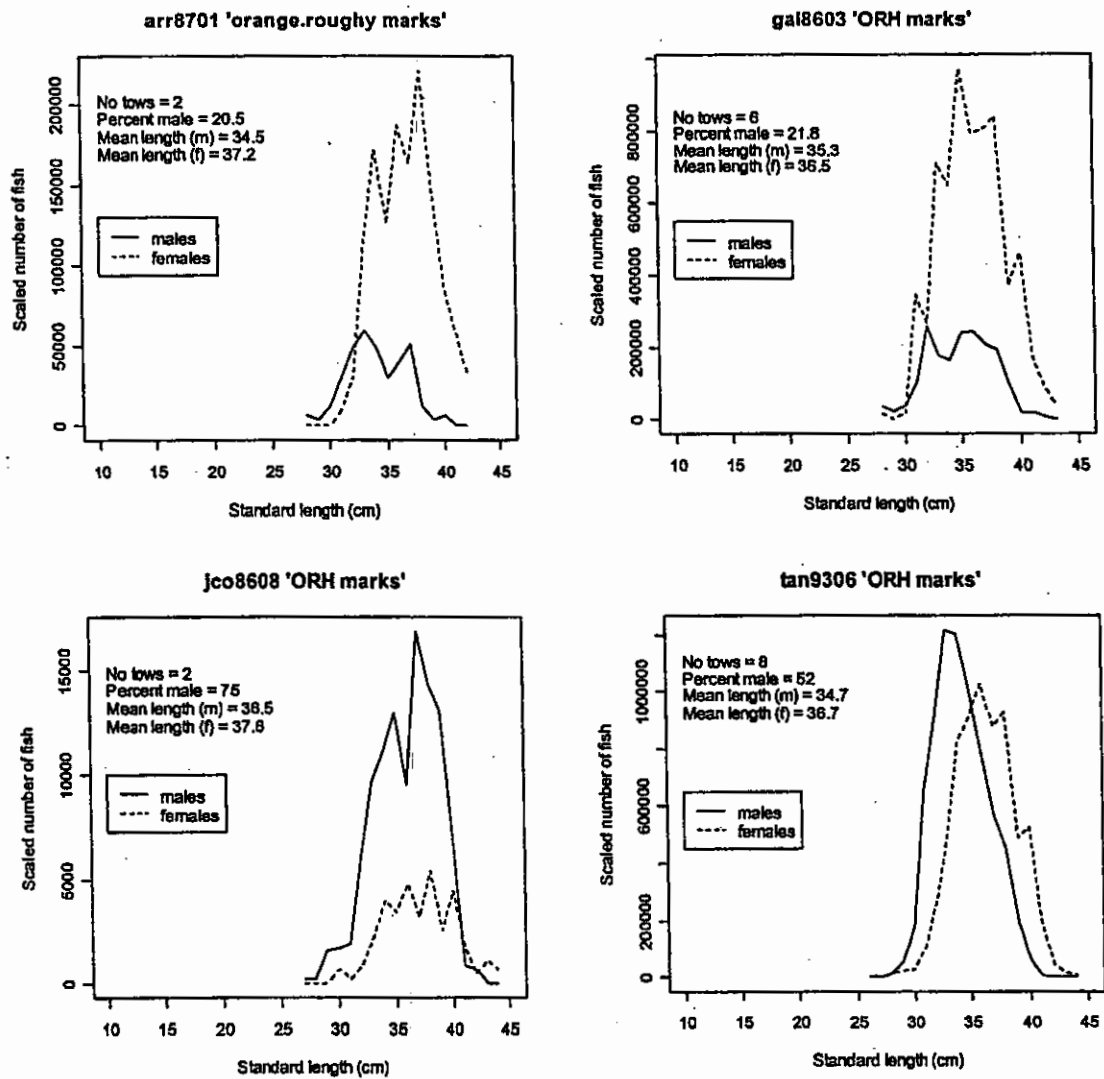 arr8701 'orange.roughy marks'
No tows = 2
Percent male = 20.5
Mean length (m) = 34.5
Mean length (f) = 37.2
males
females
Scaled number of fish
0 50000 100000 150000 200000
10 15 20 25 30 35 40 45
Standard length (cm)
gal8603 'ORH marks'
No tows = 6
Percent male = 21.8
Mean length (m) = 35.3
Mean length (f) = 36.5
males
females
Scaled number of fish
0 200000 400000 600000 800000
10 15 20 25 30 35 40 45
Standard length (cm)
jco8608 'ORH marks'
No tows = 2
Percent male = 75
Mean length (m) = 36.5
Mean length (f) =
males
females
Scaled number of fish
0 5000 10000 15000
10 15 20 25 30 35 40 45
Standard length (cm)
tan9306 'ORH marks'
No tows = 8
Percent male = 52
Mean length (m) = 34.7
Mean length (f) = 36.7
males
females
Scaled number of fish
0 200000 600000 1000000
10 15 20 25 30 35 40 45
Standard length (cm)